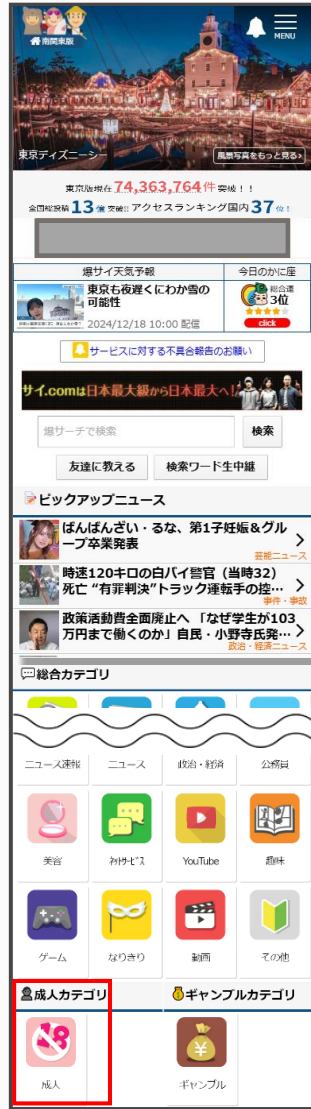 南関東版
MENU
東京ディズニーシー
風景写真をもっと見る>
東京版現在74,363,764件突破！！
全国総投稿13億突破!!アクセスランキング国内37位！
爆サイ天気予報
今日のかに座
東京も夜遅くにわか雪の可能性
2024/12/18 10:00 配信
総合運
3位
click
サービスに対する不具合報告のお願い
サイ.comは日本最大級から日本最大へ!
爆サーチで検索
検索
友達に教える
検索ワード生中継
ピックアップニュース
ばんばんざい・るな、第1子妊娠&グループ卒業発表
芸能ニュース
時速120キロの白バイ警官（当時32）死亡 “有罪判決”トラック運転手の控…
事件・事故
政策活動費全面廃止へ 「なぜ学生が103万円まで働くのか」自民・小野寺氏発…
政治・経済ニュース
総合カテゴリ
ニュース速報
ニュース
政治・経済
公務員
美容
ﾈｯﾄｻｰﾋﾞｽ
YouTube
趣味
ゲーム
なりきり
動画
その他
成人カテゴリ
ギャンブルカテゴリ
18
成人
ギャンブル